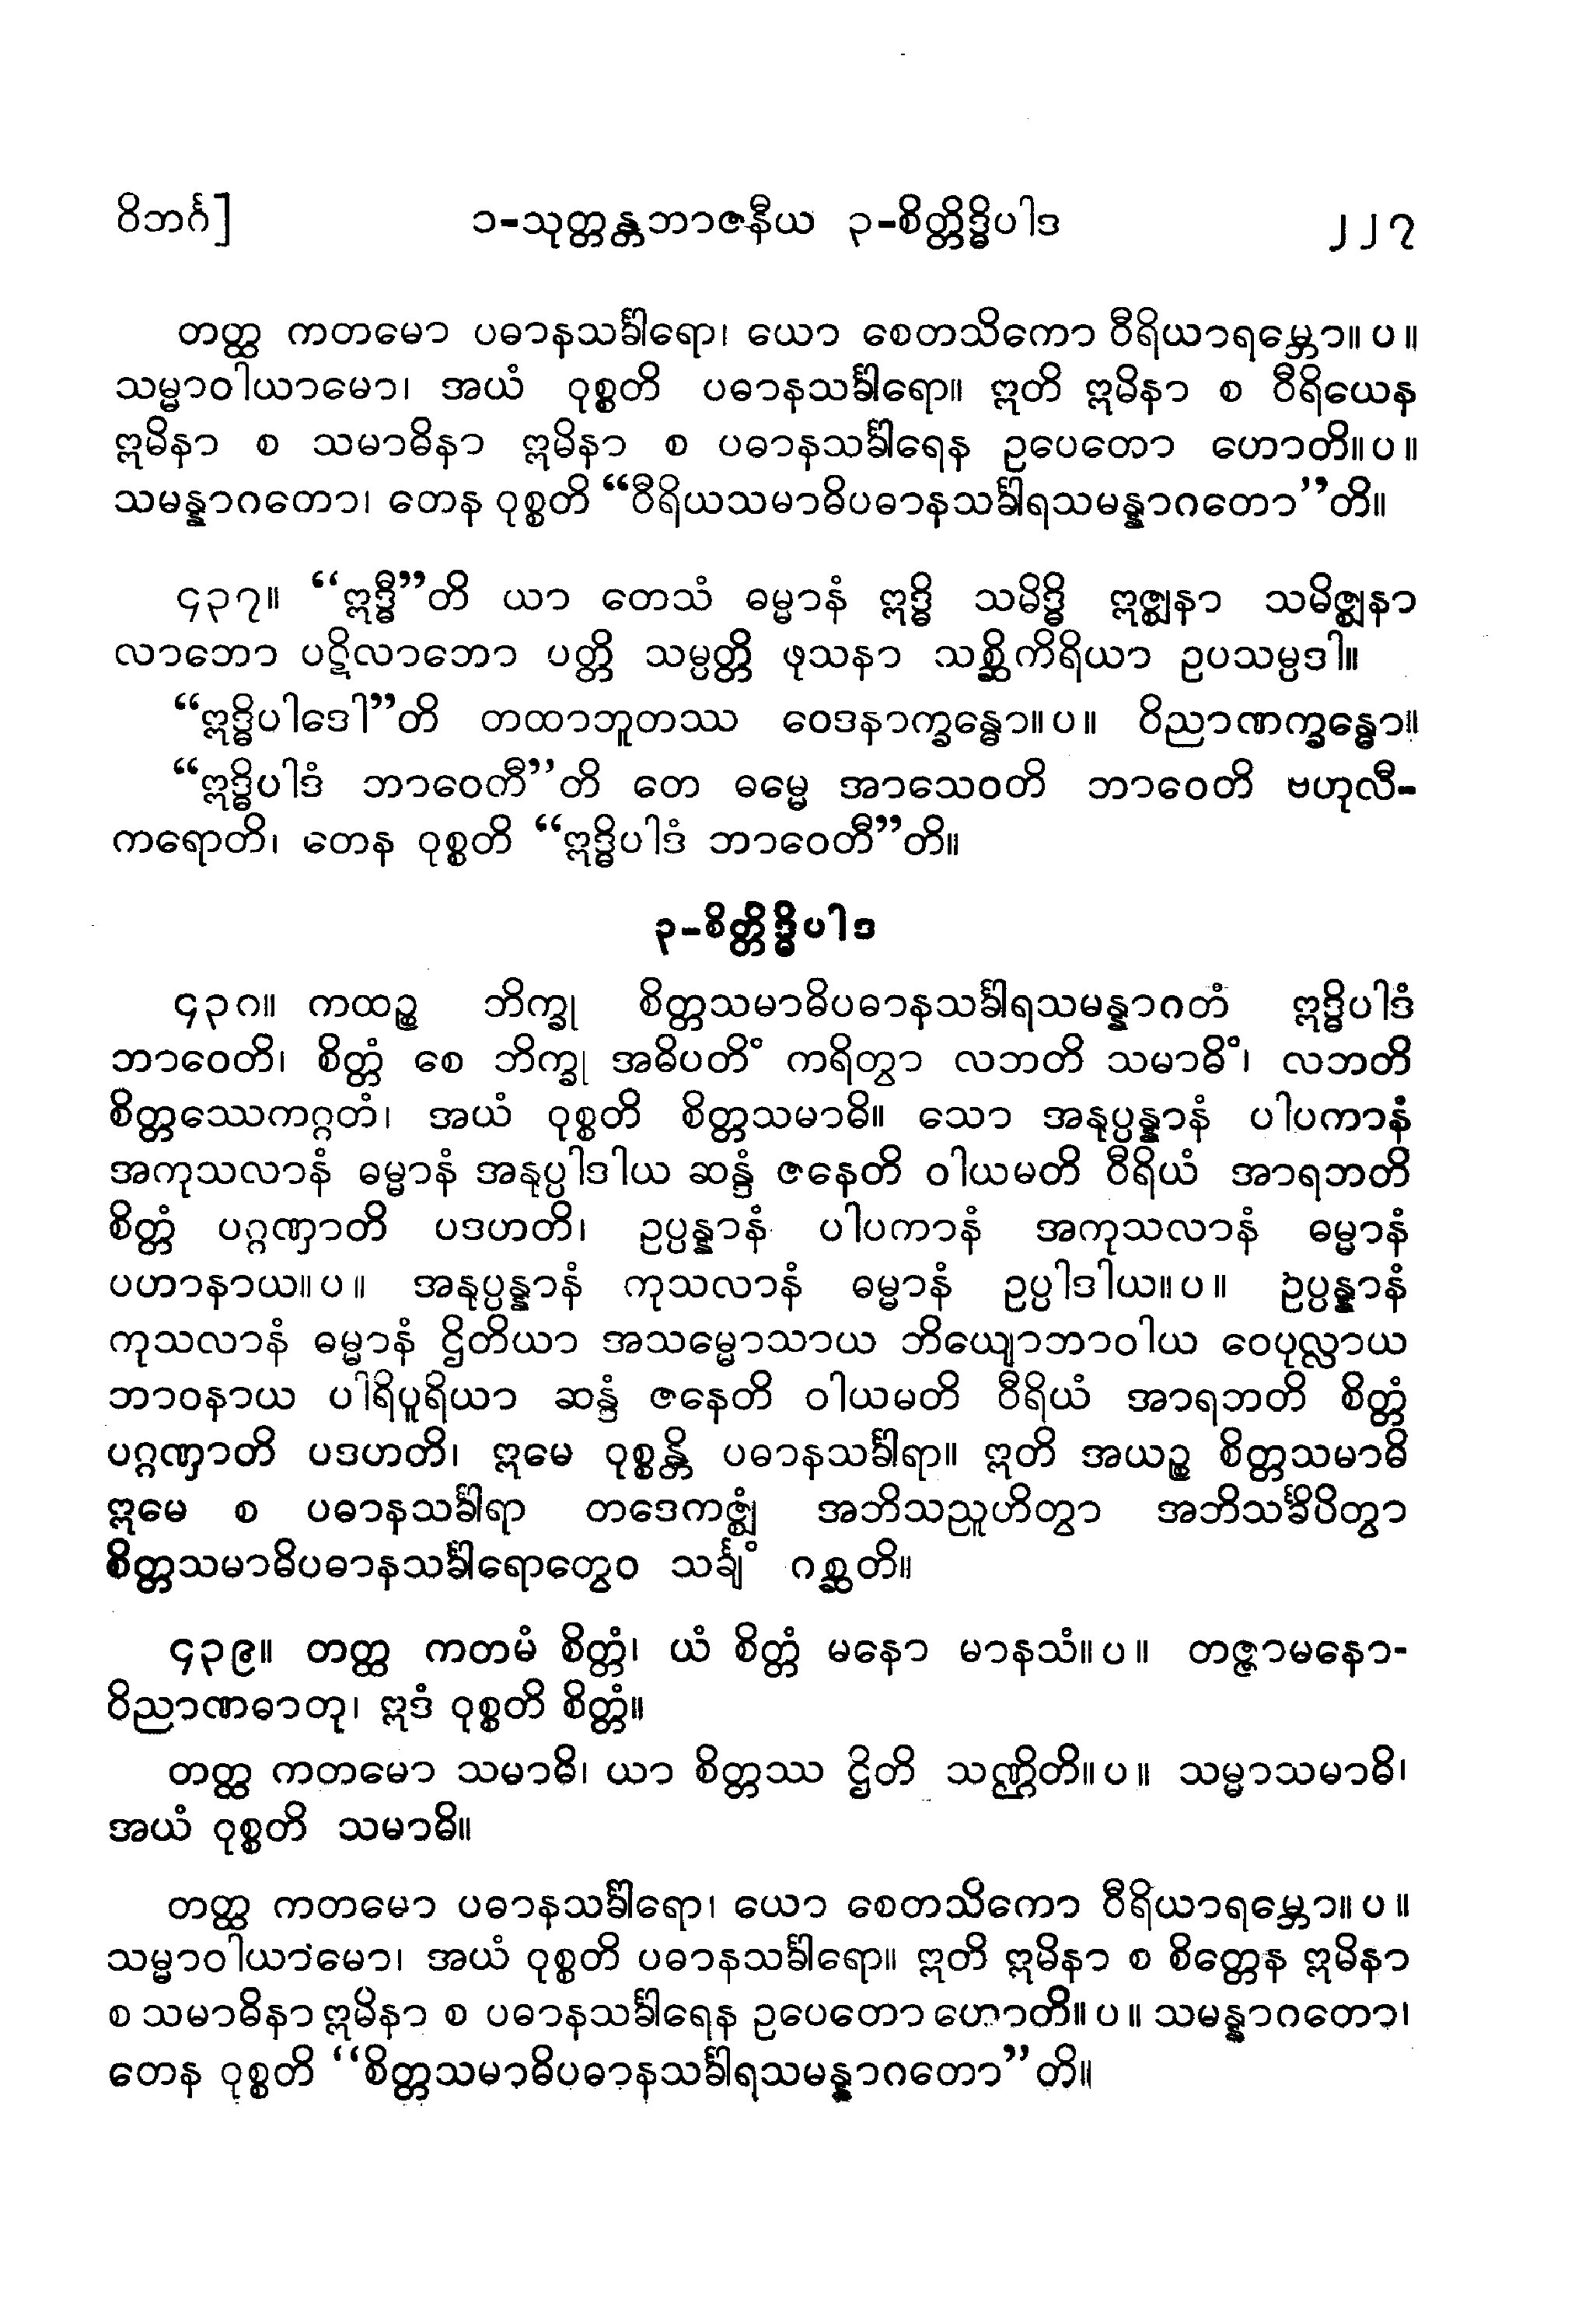 ဝိဘင်္ဂ] ၁-သုတ္တန္တဘာဇနီယ ၃-စိတ္တိဒ္ဓိပါဒ ၂၂၇
တတ္ထ ကတမော ပဓာနသင်္ခါရော၊ ယော စေတသိကော ဝီရိယာရမ္ဘော။ပ။
သမ္မာဝါယာမော၊ အယံ ဝုစ္စတိ ပဓာနသင်္ခါရော။ ဣတိ ဣမိနာ စ ဝီရိယေန
ဣမိနာ စ သမာဓိနာ ဣမိနာ စ ပဓာနသင်္ခါရေန ဥပေတော ဟောတိ။ပ။
သမန္နာဂတော၊ တေန ဝုစ္စတိ “ဝီရိယသမာဓိပဓာနသင်္ခါရသမန္နာဂတော”တိ။
၄၃၇။ “ဣဒ္ဓီ”တိ ယာ တေသံ ဓမ္မာနံ ဣဒ္ဓိ သမိဒ္ဓိ ဣဇ္ဈနာ သမိဇ္ဈနာ
လာဘော ပဋိလာဘော ပတ္တိ သမ္ပတ္တိ ဖုသနာ သစ္ဆိကိရိယာ ဥပသမ္ပဒါ။
“ဣဒ္ဓိပါဒေါ”တိ တထာဘူတဿ ဝေဒနာက္ခန္ဓော။ပ။ ဝိညာဏက္ခန္ဓော။
“ဣဒ္ဓိပါဒံ ဘာဝေတီ”တိ တေ ဓမ္မေ အာသေဝတိ ဘာဝေတိ ဗဟုလီ-
ကရောတိ၊ တေန ဝုစ္စတိ “ဣဒ္ဓိပါဒံ ဘာဝေတီ”တိ။
၃-စိတ္တိဒ္ဓိပါဒ
၄၃၈။ ကထဉ္စ ဘိက္ခု စိတ္တသမာဓိပဓာနသင်္ခါရသမန္နာဂတံ ဣဒ္ဓိပါဒံ
ဘာဝေတိ၊ စိတ္တံ စေ ဘိက္ခု အဓိပတိံ ကရိတွာ လဘတိ သမာဓိံ၊ လဘတိ
စိတ္တဿေကဂ္ဂတံ၊ အယံ ဝုစ္စတိ စိတ္တသမာဓိ။ သော အနုပ္ပန္နာနံ ပါပကာနံ
အကုသလာနံ ဓမ္မာနံ အနုပ္ပါဒါယ ဆန္ဒံ ဇနေတိ ဝါယမတိ ဝီရိယံ အာရဘတိ
စိတ္တံ ပဂ္ဂဏှာတိ ပဒဟတိ၊ ဥပ္ပန္နာနံ ပါပကာနံ အကုသလာနံ ဓမ္မာနံ
ပဟာနာယ။ပ။ အနုပ္ပန္နာနံ ကုသလာနံ ဓမ္မာနံ ဥပ္ပါဒါယ။ပ။ ဥပ္ပန္နာနံ
ကုသလာနံ ဓမ္မာနံ ဌိတိယာ အသမ္မောသာယ ဘိယျောဘာဝါယ ဝေပုလ္လာယ
ဘာဝနာယ ပါရိပူရိယာ ဆန္ဒံ ဇနေတိ ဝါယမတိ ဝီရိယံ အာရဘတိ စိတ္တံ
ပဂ္ဂဏှာတိ ပဒဟတိ၊ ဣမေ ဝုစ္စန္တိ ပဓာနသင်္ခါရာ။ ဣတိ အယဉ္စ စိတ္တသမာဓိ
ဣမေ စ ပဓာနသင်္ခါရာ တဒေကဇ္ဈံ အဘိသညူဟိတွာ အဘိသင်္ခိပိတွာ
စိတ္တသမာဓိပဓာနသင်္ခါရောတွေဝ သင်္ချံ ဂစ္ဆတိ။
၄၃၉။ တတ္ထ ကတမံ စိတ္တံ၊ ယံ စိတ္တံ မနော မာနသံ။ပ။ တဇ္ဇာမနော-
ဝိညာဏဓာတု၊ ဣဒံ ဝုစ္စတိ စိတ္တံ။
တတ္ထ ကတမော သမာဓိ၊ ယာ စိတ္တဿ ဌိတိ သဏ္ဌိတိ။ပ။ သမ္မာသမာဓိ၊
အယံ ဝုစ္စတိ သမာဓိ။
တတ္ထ ကတမော ပဓာနသင်္ခါရော၊ ယော စေတသိကော ဝီရိယာရမ္ဘော။ပ။
သမ္မာဝါယာမော၊ အယံ ဝုစ္စတိ ပဓာနသင်္ခါရော။ ဣတိ ဣမိနာ စ စိတ္တေန ဣမိနာ
စ သမာဓိနာ ဣမိနာ စ ပဓာနသင်္ခါရေန ဥပေတော ဟောတိ။ပ။ သမန္နာဂတော၊
တေန ဝုစ္စတိ “စိတ္တသမာဓိပဓာနသင်္ခါရသမန္နာဂတော”တိ။